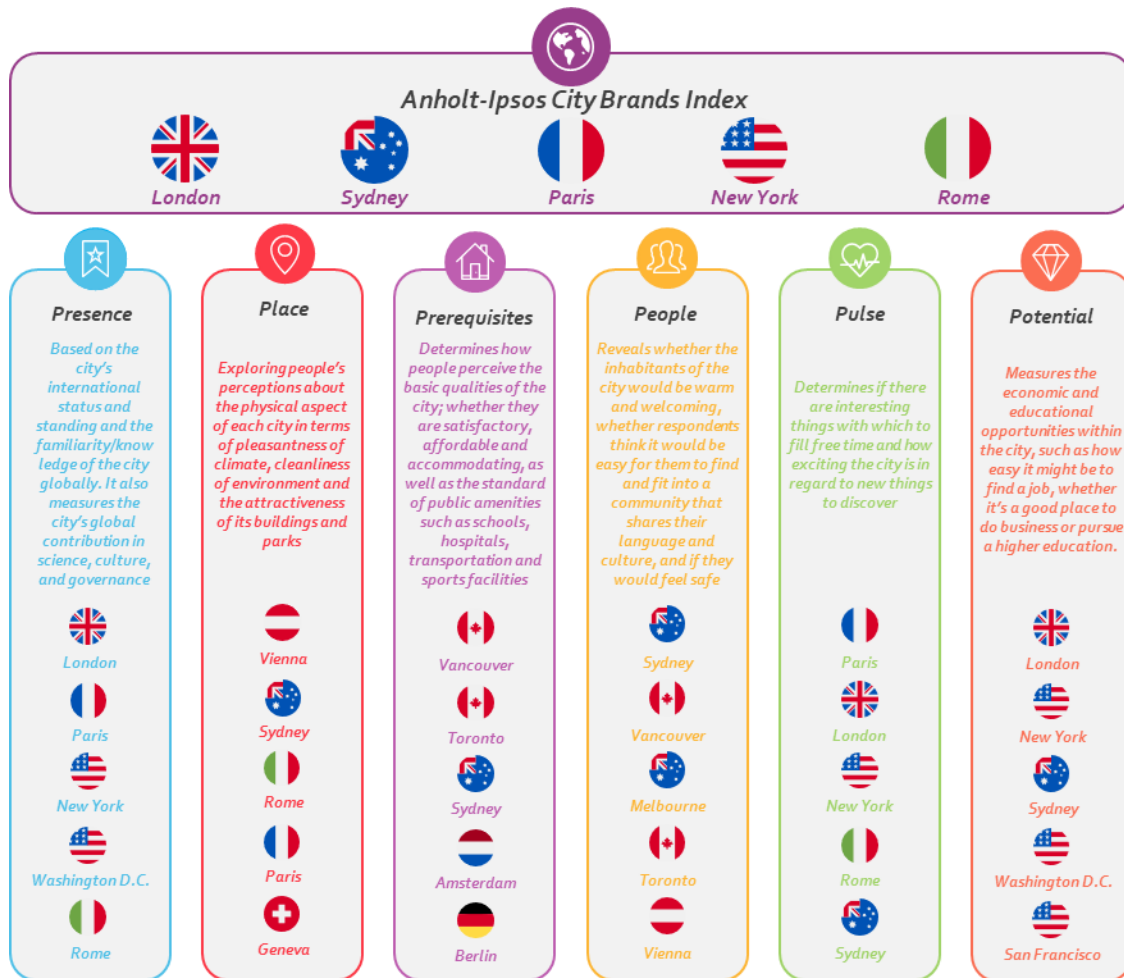 Anholt-Ipsos City Brands Index
London
Sydney
Paris
New York
Rome
Presence
Based on the
city's
international
status and
standing and the
familiarity/know
ledge of the city
globally. It also
measures the
city's global
contribution in
science, culture,
and governance
London
Paris
New York
Washington D.C.
Rome
Place
Exploring people's
perceptions about
the physical aspect
of each city in terms
of pleasantness of
climate, cleanliness
of environment and
the attractiveness
of its buildings and
parks
Vienna
Sydney
Rome
Paris
Geneva
Prerequisites
Determines how
people perceive the
basic qualities of the
city; whether they
are satisfactory,
affordable and
accommodating, as
well as the standard
of public amenities
such as schools,
hospitals,
transportation and
sports facilities
Vancouver
Toronto
Sydney
Amsterdam
Berlin
People
Reveals whether the
inhabitants of the
city would be warm
and welcoming,
whether respondents
think it would be
easy for them to find
and fit into a
community that
shares their
language and
culture, and if they
would feel safe
Sydney
Vancouver
Melbourne
Toronto
Vienna
Pulse
Determines if there
are interesting
things with which to
fill free time and how
exciting the city is in
regard to new things
to discover
Paris
London
New York
Rome
Sydney
Potential
Measures the
economic and
educational
opportunities within
the city, such as how
easy it might be to
find a job, whether
it's a good place to
do business or pursue
a higher education.
London
New York
Sydney
Washington D.C.
San Francisco